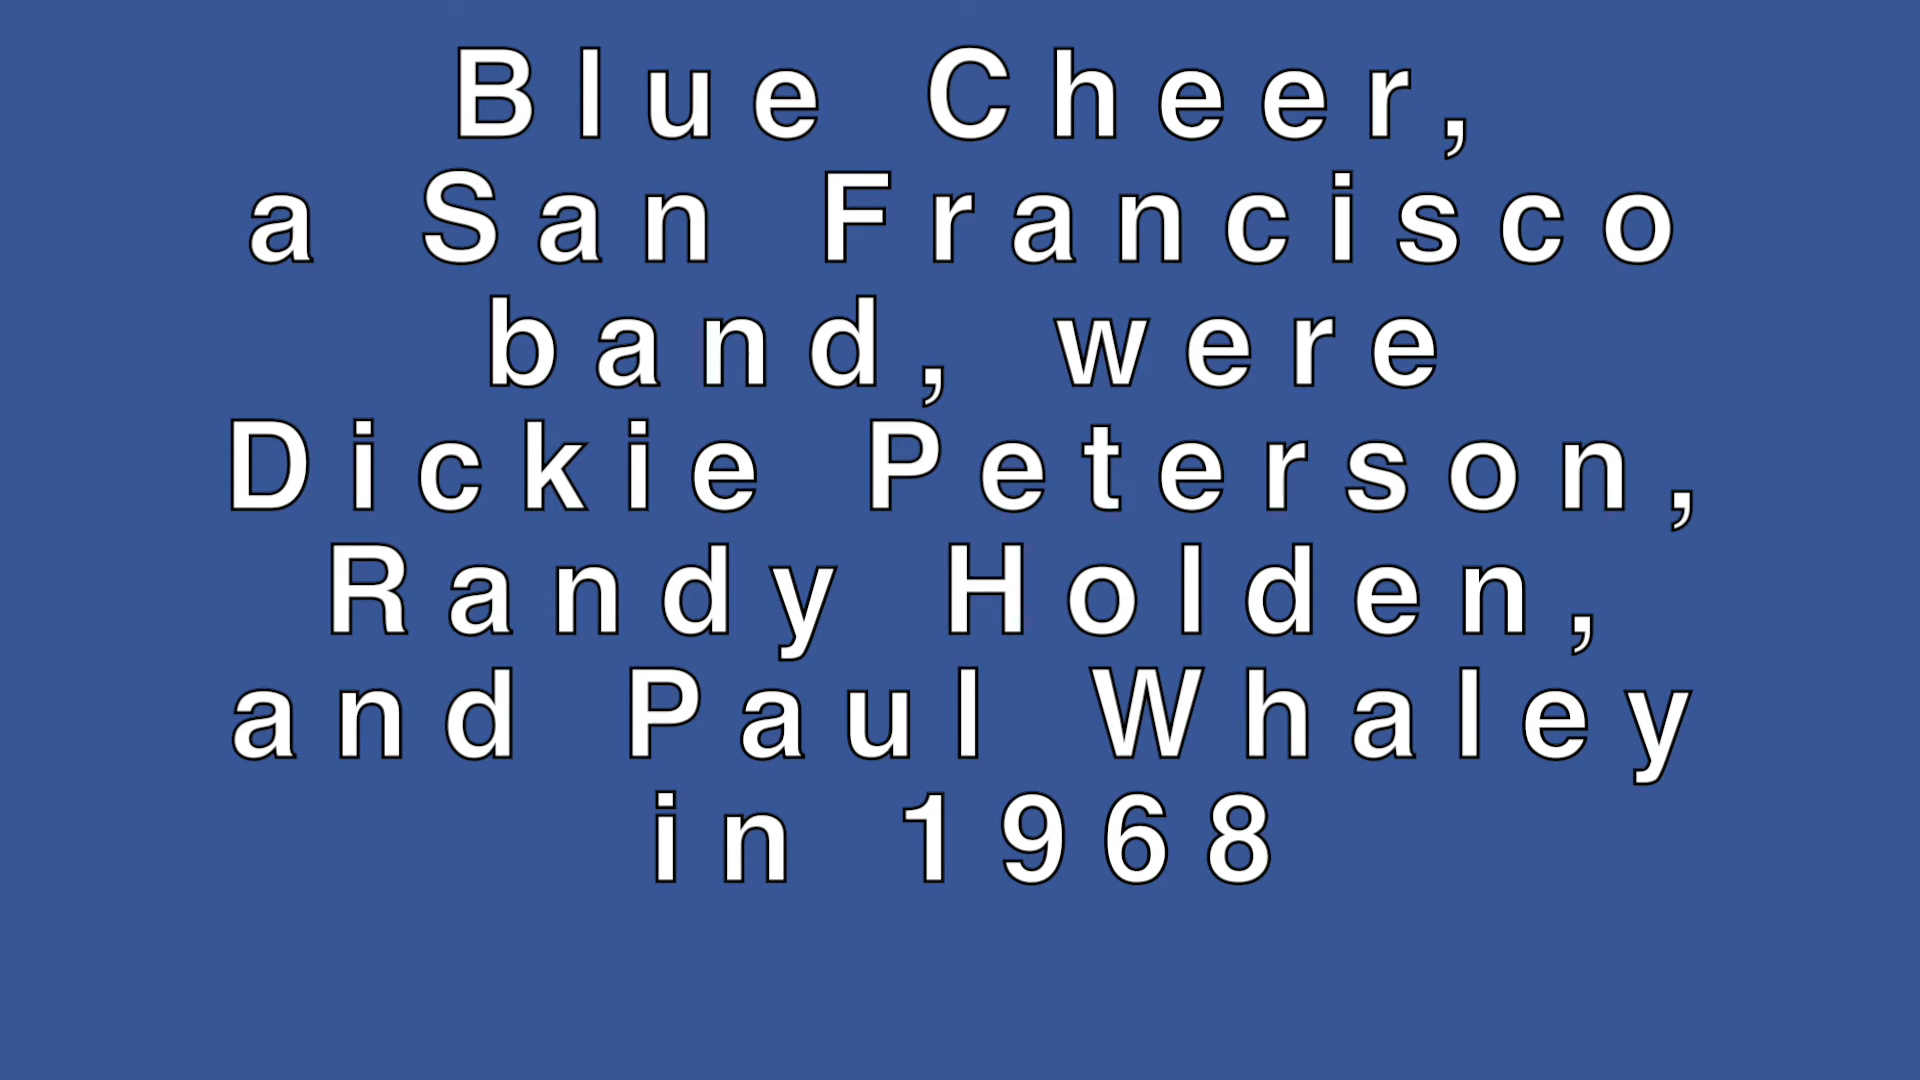 Blue Cheer,
a San Francisco
band, were
Dickie Peterson,
Randy Holden,
and Paul Whaley
in 1968